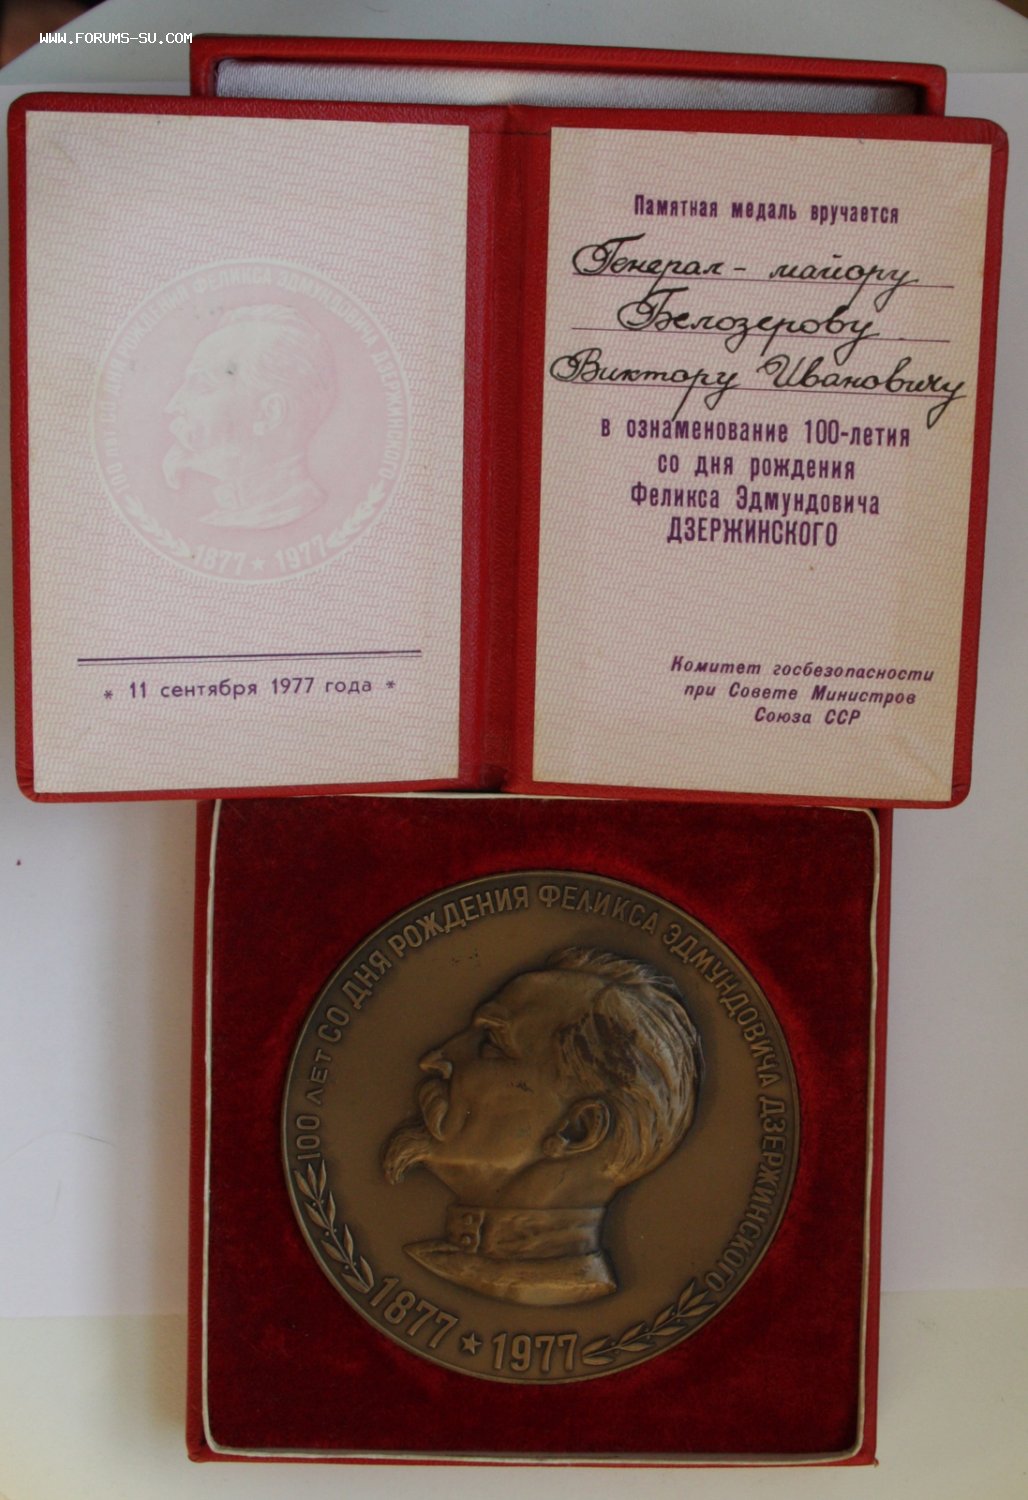 WWW.FORUMS-SU.COM
100 ЛЕТ СО ДНЯ РОЖДЕНИЯ ФЕЛИКСА ЭДМУНДОВИЧА ДЗЕРЖИНСКОГО
1877 ★ 1977
* 11 сентября 1977 года *
Памятная медаль вручается
Генерал-майору
Белозерову
Виктору Ивановичу
в ознаменование 100-летия
со дня рождения
Феликса Эдмундовича
ДЗЕРЖИНСКОГО
Комитет госбезопасности
при Совете Министров
Союза ССР
100 ЛЕТ СО ДНЯ РОЖДЕНИЯ ФЕЛИКСА ЭДМУНДОВИЧА ДЗЕРЖИНСКОГО
1877 ★ 1977